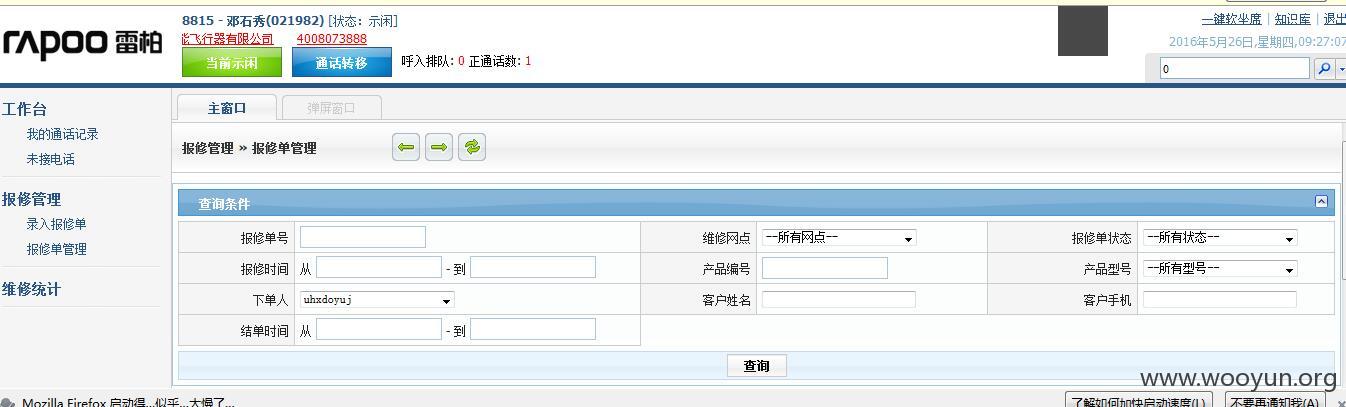 rapoo 雷柏
8815 - 邓石秀(021982) [状态：示闲]
飞行器有限公司 4008073888
当前示闲 通话转移 呼入排队: 0 正通话数: 1
一键软坐席 | 知识库 | 退出
2016年5月26日,星期四,09:27:07
0
工作台
我的通话记录
未接电话
报修管理
录入报修单
报修单管理
维修统计
主窗口 弹屏窗口
报修管理 » 报修单管理
查询条件
报修单号 维修网点 --所有网点-- 报修单状态 --所有状态--
报修时间 从 - 到 产品编号 产品型号 --所有型号--
下单人 uhxdoyuj 客户姓名 客户手机
结单时间 从 - 到
查询
www.wooyun.org
Mozilla Firefox 启动得...似乎...太慢了... 了解如何加快启动速度(L) 不要再通知我(A)